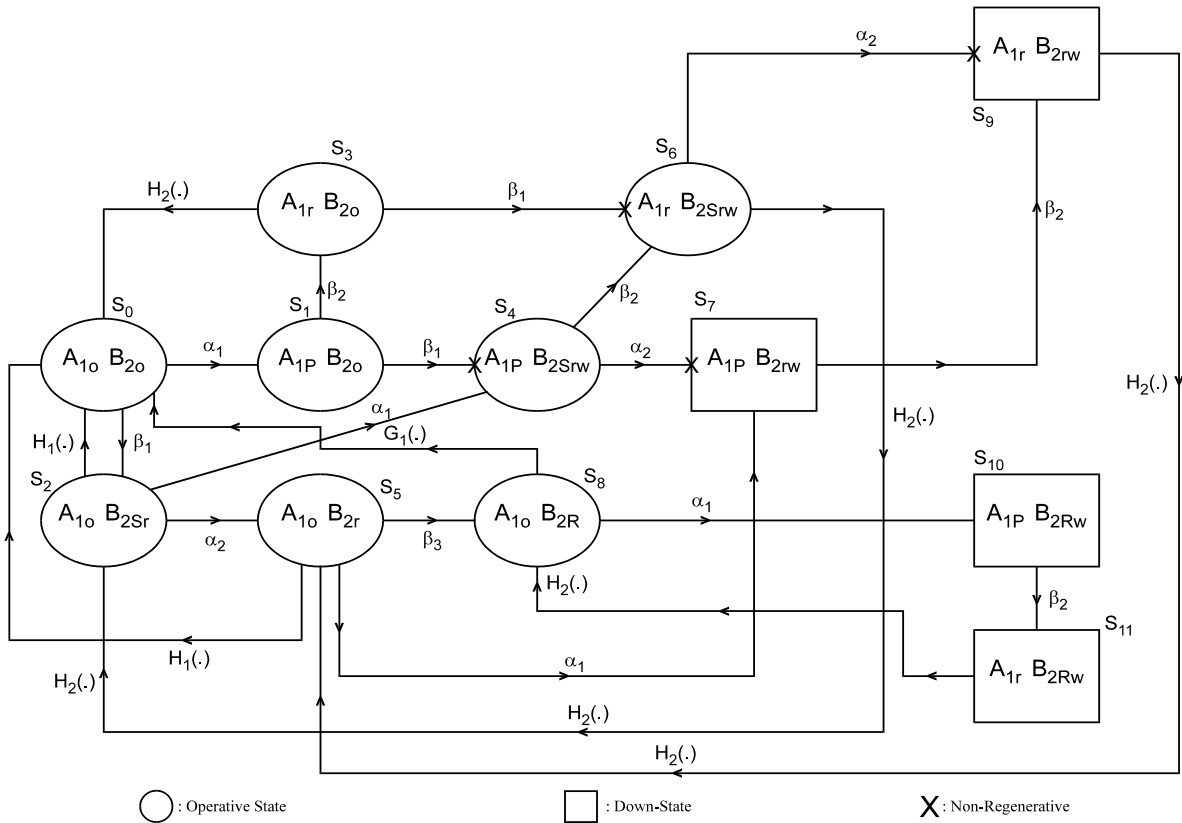 α₂
A₁ᵣ B₂ᵣw
S₉
S₃
S₆
H₂(.)
A₁ᵣ B₂ₒ
β₁
X A₁ᵣ B₂Srw
β₂
β₂
β₂
S₀
S₁
S₄
S₇
A₁ₒ B₂ₒ
α₁
A₁P B₂ₒ
β₁
X A₁P B₂Srw
α₂
X A₁P B₂rw
H₂(.)
α₁
H₂(.)
H₁(.)
β₁
G₁(.)
S₂
S₅
S₈
S₁₀
A₁ₒ B₂Sr
α₂
A₁ₒ B₂r
β₃
A₁ₒ B₂R
α₁
A₁P B₂Rw
H₂(.)
β₂
S₁₁
H₁(.)
α₁
A₁r B₂Rw
H₂(.)
H₂(.)
H₂(.)
: Operative State
: Down-State
X : Non-Regenerative